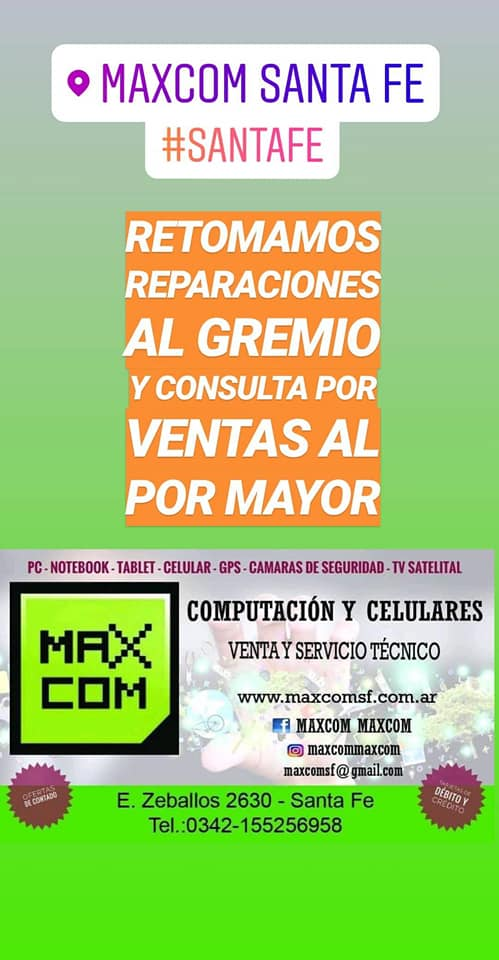 MAXCOM SANTA FE
#SANTAFE
RETOMAMOS
REPARACIONES
AL GREMIO
Y CONSULTA POR
VENTAS AL
POR MAYOR
PC - NOTEBOOK - TABLET - CELULAR - GPS - CAMARAS DE SEGURIDAD - TV SATELITAL
MAX
COM
COMPUTACIÓN Y CELULARES
VENTA Y SERVICIO TÉCNICO
www.maxcomsf.com.ar
MAXCOM MAXCOM
maxcommaxcom
maxcomsf@gmail.com
OFERTAS
DE CONTADO
TARJETAS DE
DÉBITO Y
CRÉDITO
E. Zeballos 2630 - Santa Fe
Tel.:0342-155256958